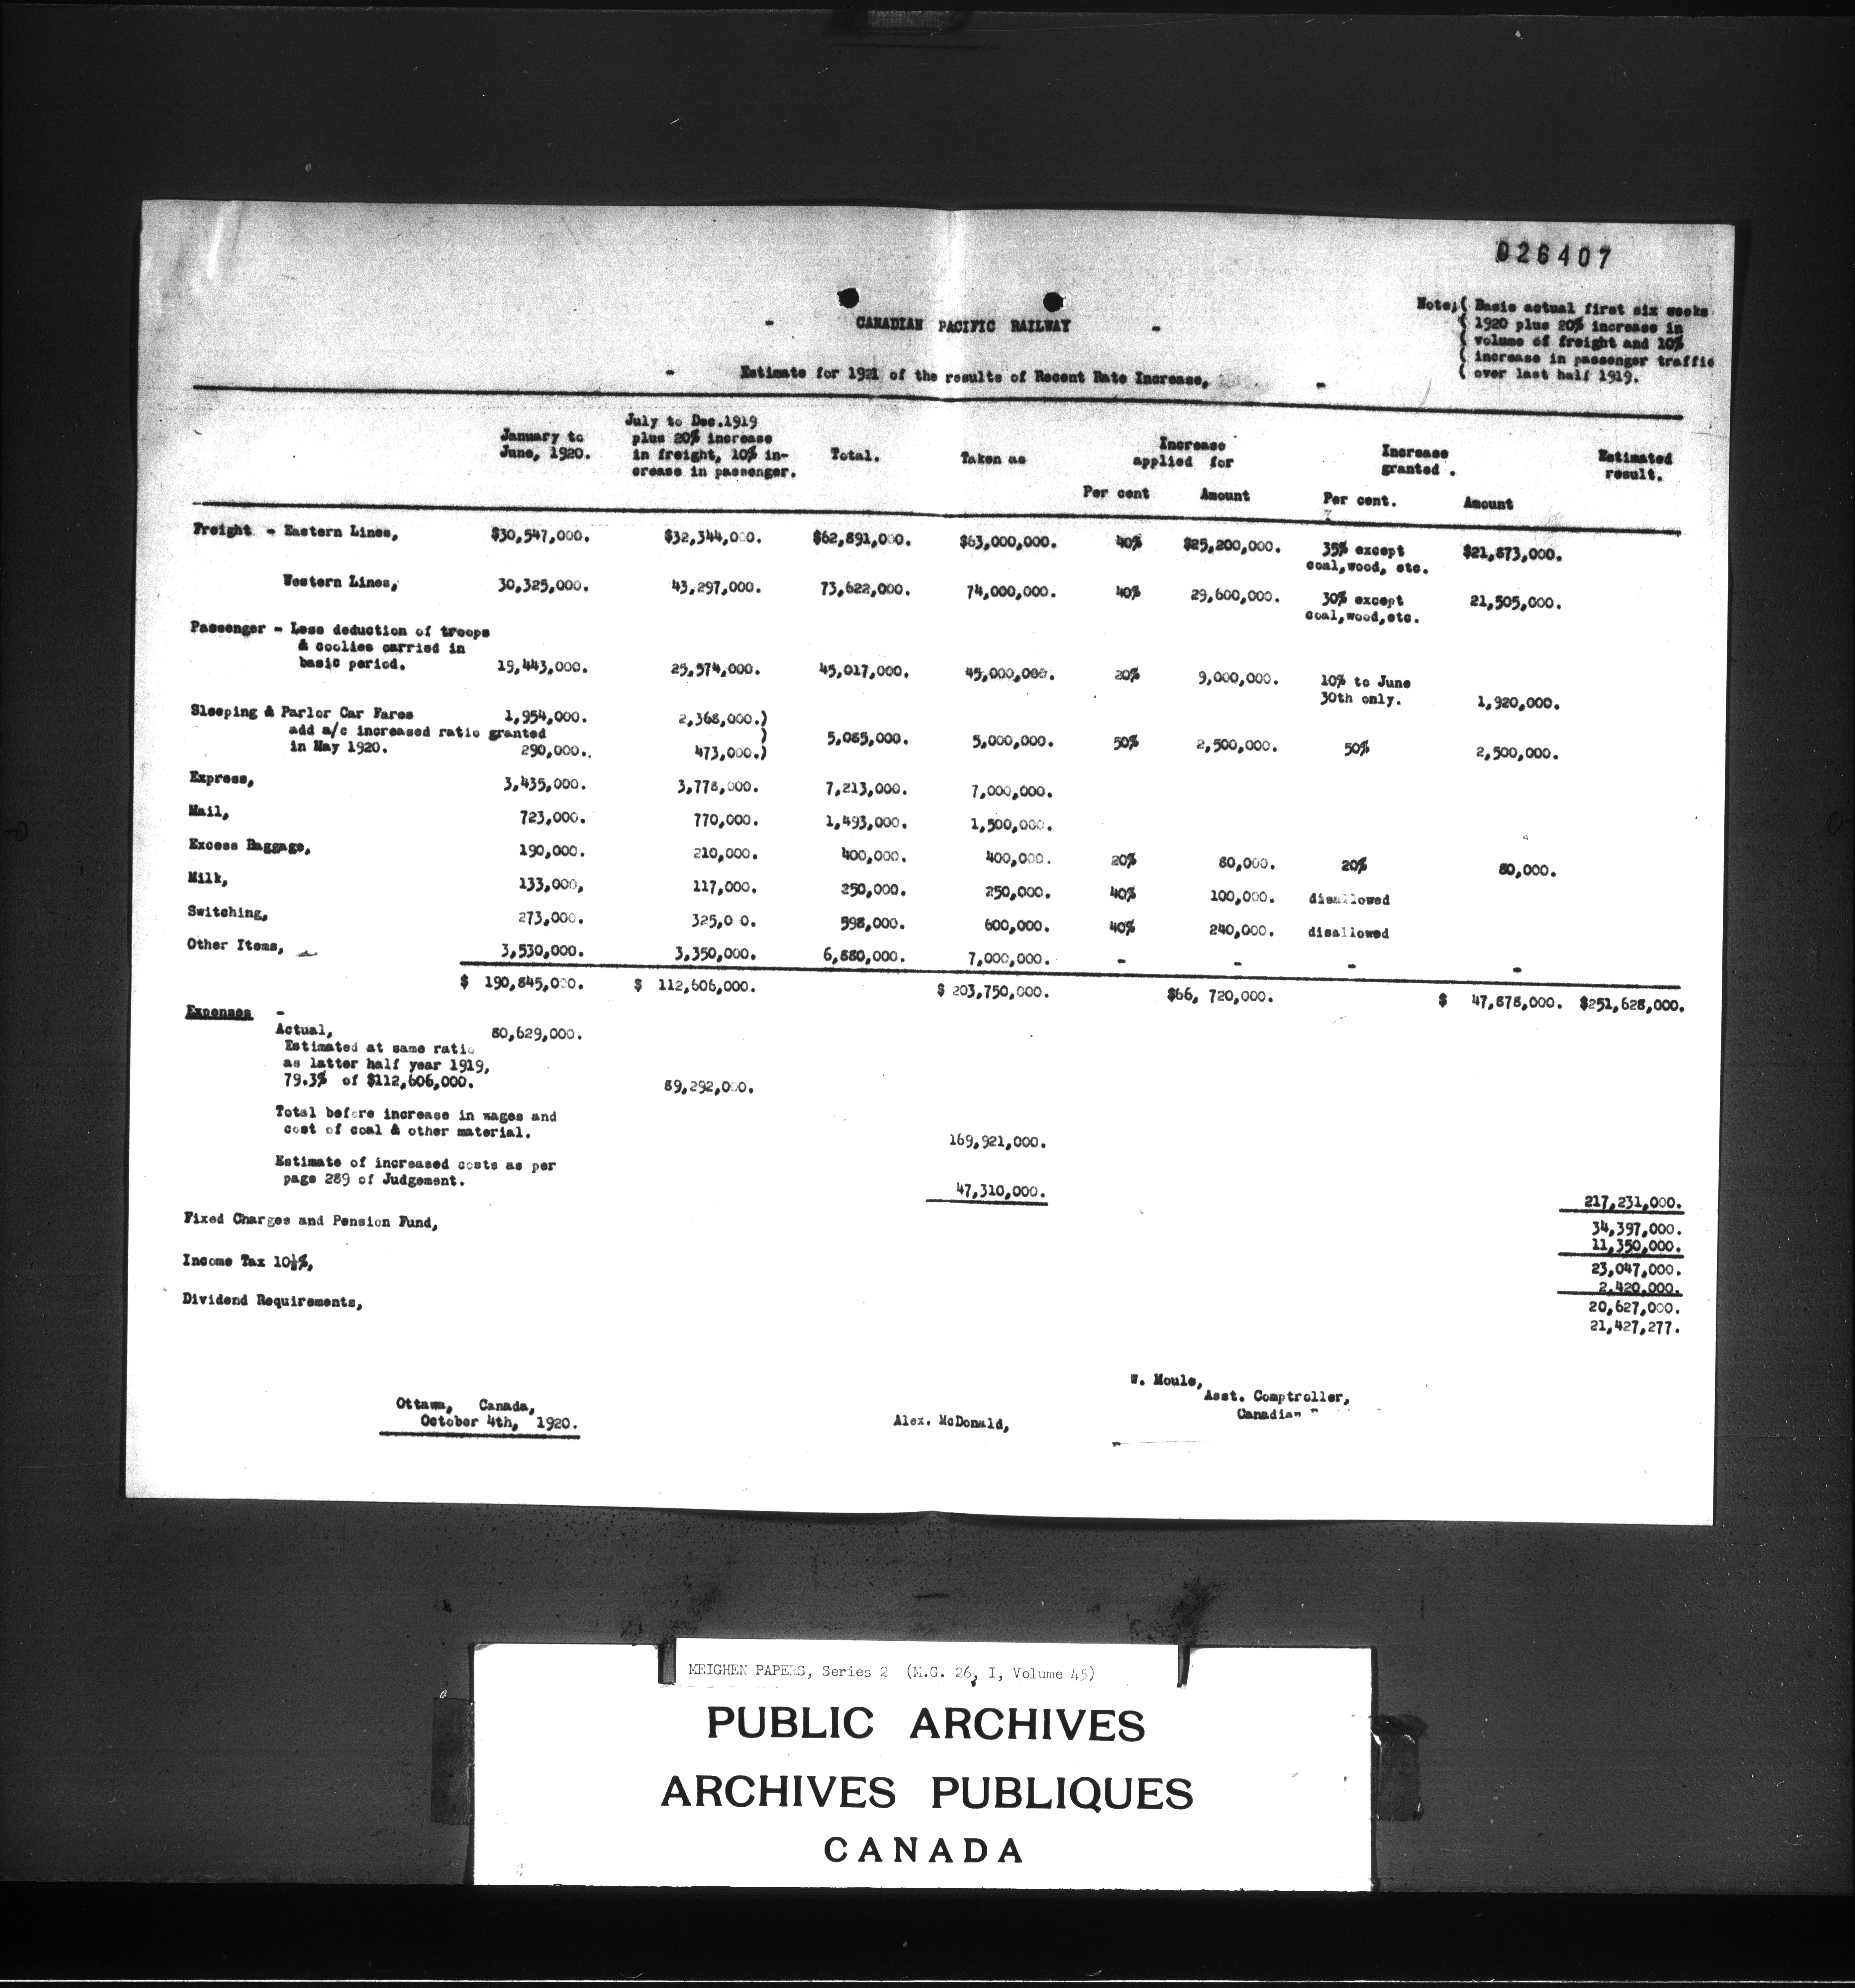 026407
Note;( Basis actual first six weeks
( 1920 plus 20% increase in
( volume of freight and 10%
( increase in passenger traffic
( over last half 1919.
- CANADIAN PACIFIC RAILWAY -
- Estimate for 1921 of the results of Recent Rate Increase, -
January to June, 1920. July to Dec.1919 plus 20% increase in freight, 10% in- crease in passenger. Total. Taken as Increase applied for Increase granted. Estimated result.
Per cent Amount Per cent. Amount
Freight - Eastern Lines, $30,547,000. $32,344,000. $62,891,000. $63,000,000. 40% $25,200,000. 35% except coal,wood, etc. $21,873,000.
Western Lines, 30,325,000. 43,297,000. 73,622,000. 74,000,000. 40% 29,600,000. 30% except coal,wood,etc. 21,505,000.
Passenger - Less deduction of troops
& coolies carried in
basic period. 19,443,000. 25,574,000. 45,017,000. 45,000,000. 20% 9,000,000. 10% to June 30th only. 1,920,000.
Sleeping & Parlor Car Fares 1,954,000. 2,368,000.)
add a/c increased ratio granted )
in May 1920. 290,000. 473,000.) 5,085,000. 5,000,000. 50% 2,500,000. 50% 2,500,000.
Express, 3,435,000. 3,778,000. 7,213,000. 7,000,000.
Mail, 723,000. 770,000. 1,493,000. 1,500,000.
Excess Baggage, 190,000. 210,000. 400,000. 400,000. 20% 80,000. 20% 80,000.
Milk, 133,000, 117,000. 250,000. 250,000. 40% 100,000. disallowed
Switching, 273,000. 325,0 0. 598,000. 600,000. 40% 240,000. disallowed
Other Items, 3,530,000. 3,350,000. 6,880,000. 7,000,000. - - - -
$ 190,845,000. $ 112,606,000. $ 203,750,000. $66, 720,000. $ 47,878,000. $251,628,000.
Expenses -
Actual, 80,629,000.
Estimated at same ratio
as latter half year 1919,
79.3% of $112,606,000. 89,292,000.
Total before increase in wages and
cost of coal & other material. 169,921,000.
Estimate of increased costs as per
page 289 of Judgement. 47,310,000. 217,231,000.
34,397,000.
Fixed Charges and Pension Fund, 11,350,000.
23,047,000.
Income Tax 10½%, 2,420,000.
20,627,000.
Dividend Requirements, 21,427,277.
W. Moule,
Asst. Comptroller,
Canadian
Ottawa, Canada,
October 4th, 1920.
Alex. McDonald,
MEIGHEN PAPERS, Series 2 (M.G. 26, I, Volume 45)
PUBLIC ARCHIVES
ARCHIVES PUBLIQUES
CANADA